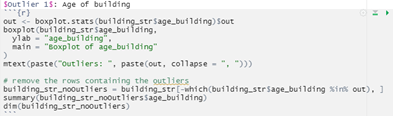 $Outlier 1$: Age of building
```{r}
out <- boxplot.stats(building_str$age_building)$out
boxplot(building_str$age_building,
ylab = "age_building",
main = "Boxplot of age_building"
)
mtext(paste("Outliers: ", paste(out, collapse = ", ")))
# remove the rows containing the outliers
building_str_noOutliers = building_str[-which(building_str$age_building %in% out), ]
summary(building_str_noOutliers$age_building)
dim(building_str_noOutliers)
```